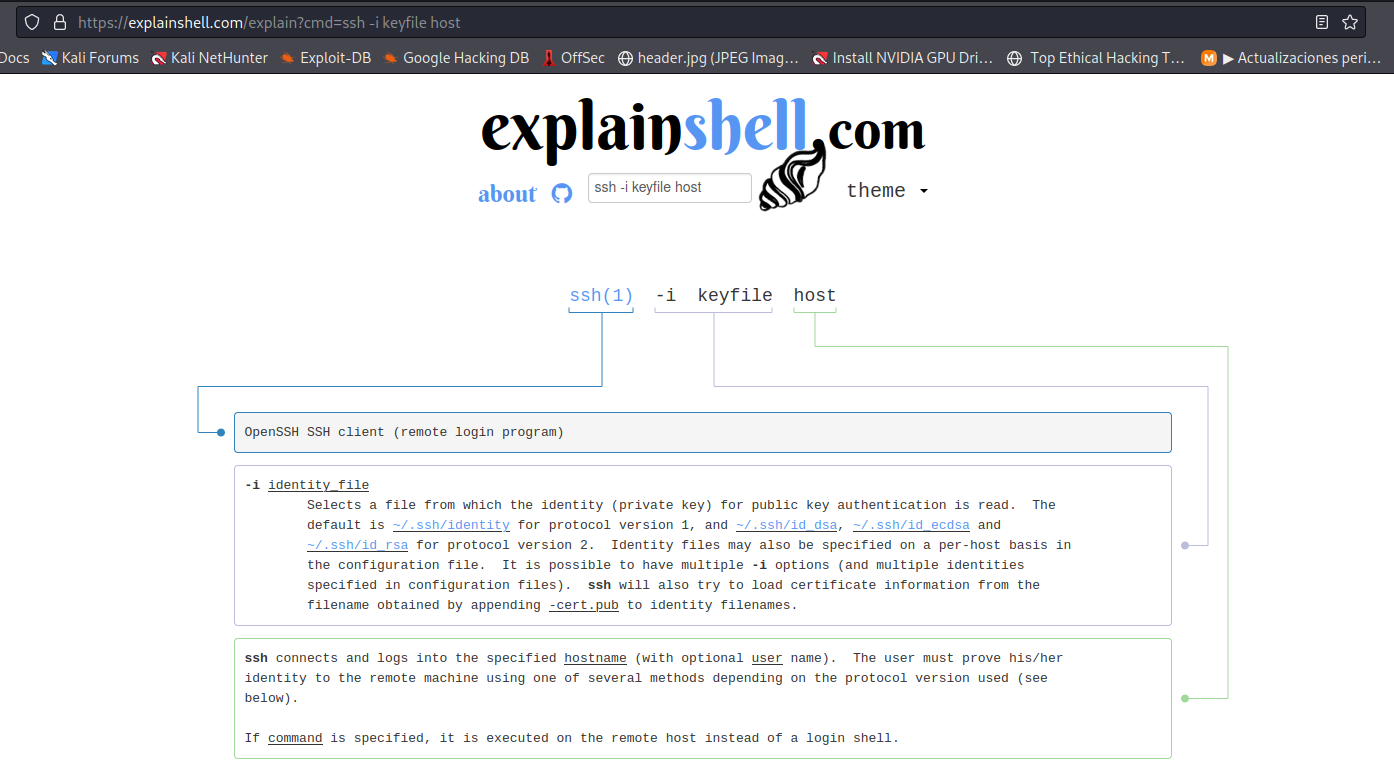 https://explainshell.com/explain?cmd=ssh -i keyfile host
Docs Kali Forums Kali NetHunter Exploit-DB Google Hacking DB OffSec header.jpg (JPEG Imag… Install NVIDIA GPU Dri… Top Ethical Hacking T… M ▶ Actualizaciones peri…
explainshell.com
about ssh -i keyfile host theme
ssh(1) -i keyfile host
OpenSSH SSH client (remote login program)
-i identity_file
Selects a file from which the identity (private key) for public key authentication is read. The
default is ~/.ssh/identity for protocol version 1, and ~/.ssh/id_dsa, ~/.ssh/id_ecdsa and
~/.ssh/id_rsa for protocol version 2. Identity files may also be specified on a per-host basis in
the configuration file. It is possible to have multiple -i options (and multiple identities
specified in configuration files). ssh will also try to load certificate information from the
filename obtained by appending -cert.pub to identity filenames.
ssh connects and logs into the specified hostname (with optional user name). The user must prove his/her
identity to the remote machine using one of several methods depending on the protocol version used (see
below).
If command is specified, it is executed on the remote host instead of a login shell.